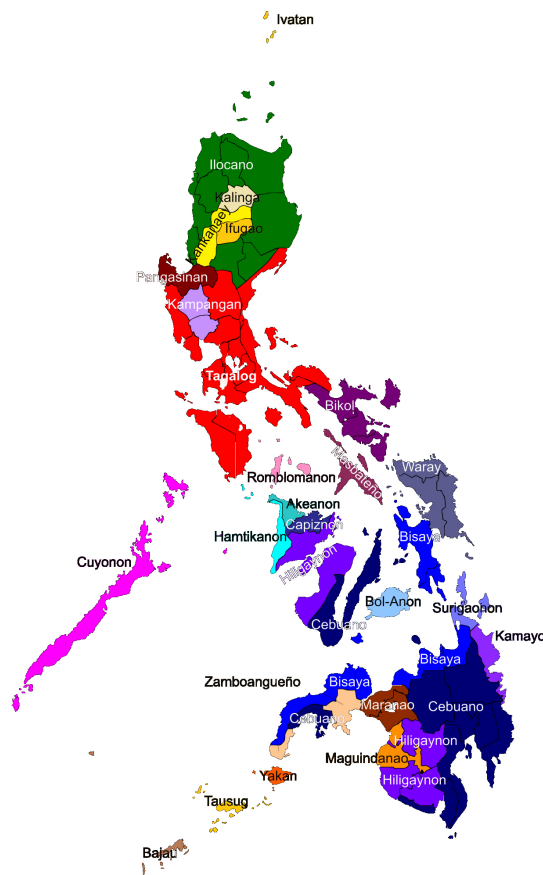 Ivatan
Ilocano
Kalinga
Kankanaey
Ifugao
Pangasinan
Kampangan
Tagalog
Bikol
Masbateño
Waray
Romblomanon
Akeanon
Capiznon
Hamtikanon
Hiligaynon
Bisaya
Cuyonon
Bol-Anon
Surigaonon
Cebuano
Kamayo
Bisaya
Zamboangueño
Bisaya
Maranao
Cebuano
Cebuano
Hiligaynon
Maguindanao
Yakan
Hiligaynon
Tausug
Bajau